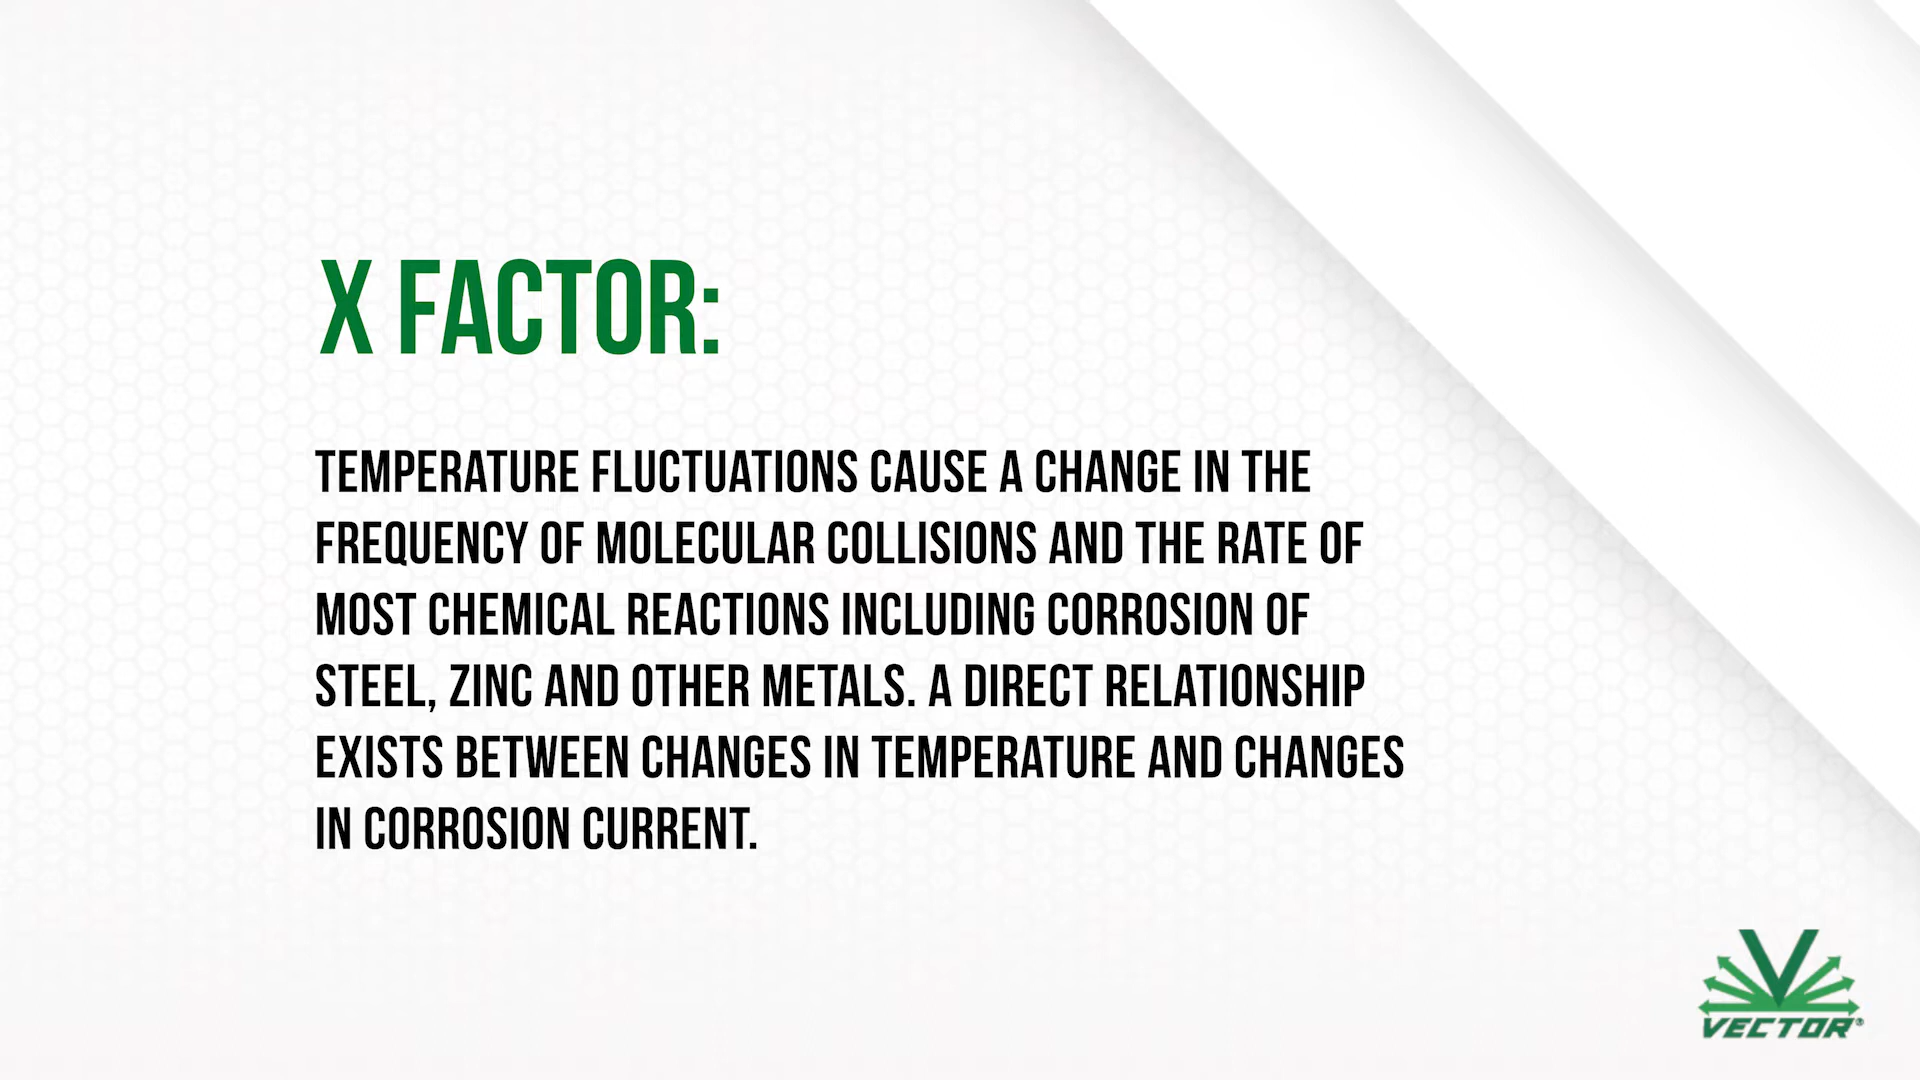 X FACTOR:
TEMPERATURE FLUCTUATIONS CAUSE A CHANGE IN THE
FREQUENCY OF MOLECULAR COLLISIONS AND THE RATE OF
MOST CHEMICAL REACTIONS INCLUDING CORROSION OF
STEEL, ZINC AND OTHER METALS. A DIRECT RELATIONSHIP
EXISTS BETWEEN CHANGES IN TEMPERATURE AND CHANGES
IN CORROSION CURRENT.
V
VECTOR®